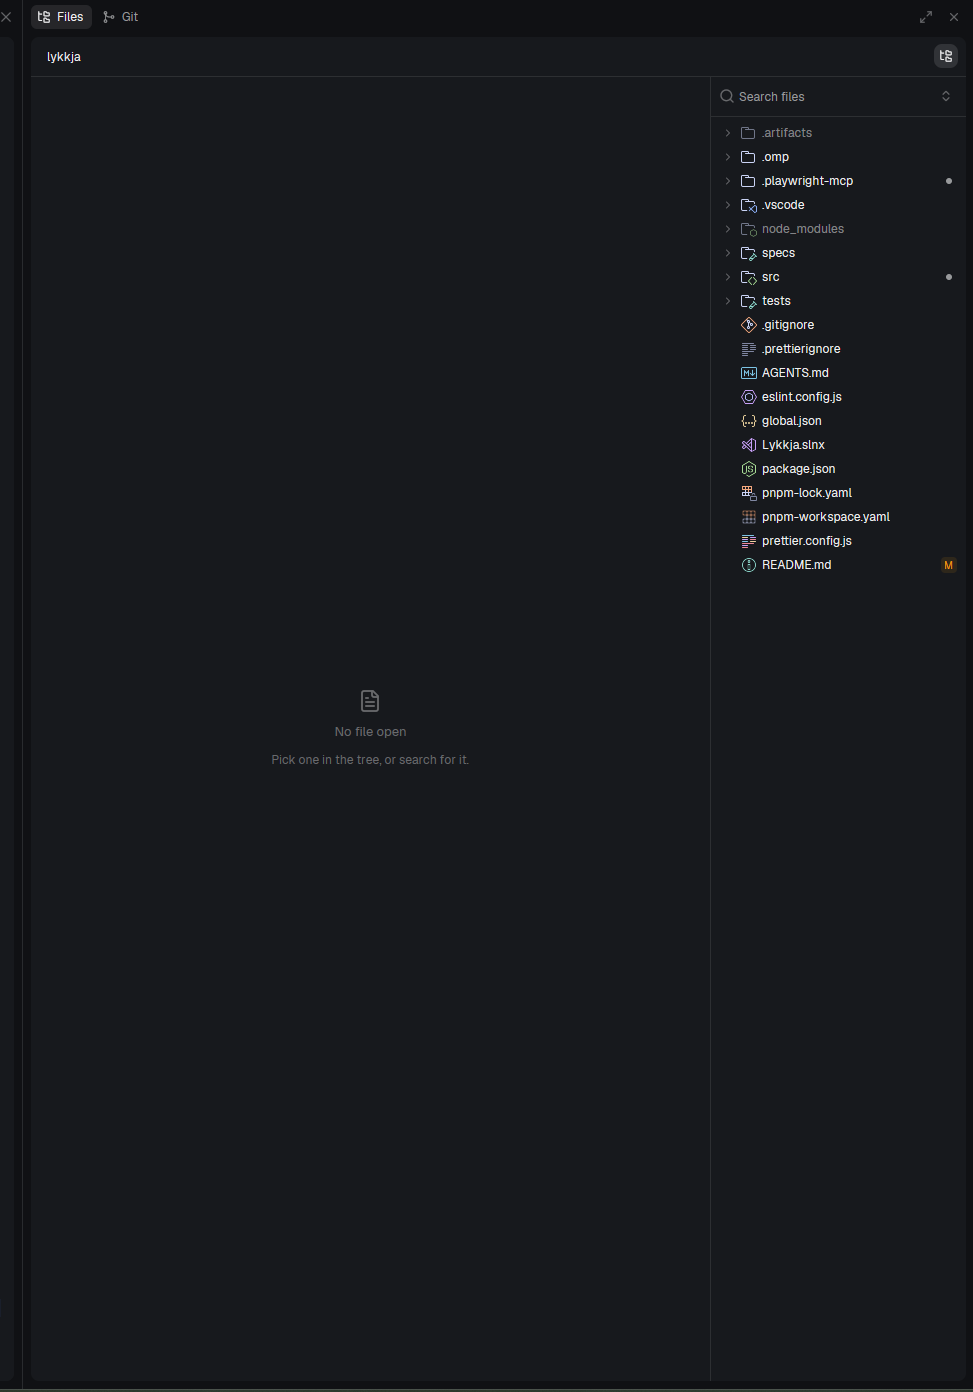 Files
Git
lykkja
Search files
.artifacts
.omp
.playwright-mcp
.vscode
node_modules
specs
src
tests
.gitignore
.prettierignore
AGENTS.md
eslint.config.js
global.json
Lykkja.slnx
package.json
pnpm-lock.yaml
pnpm-workspace.yaml
prettier.config.js
README.md M
No file open
Pick one in the tree, or search for it.